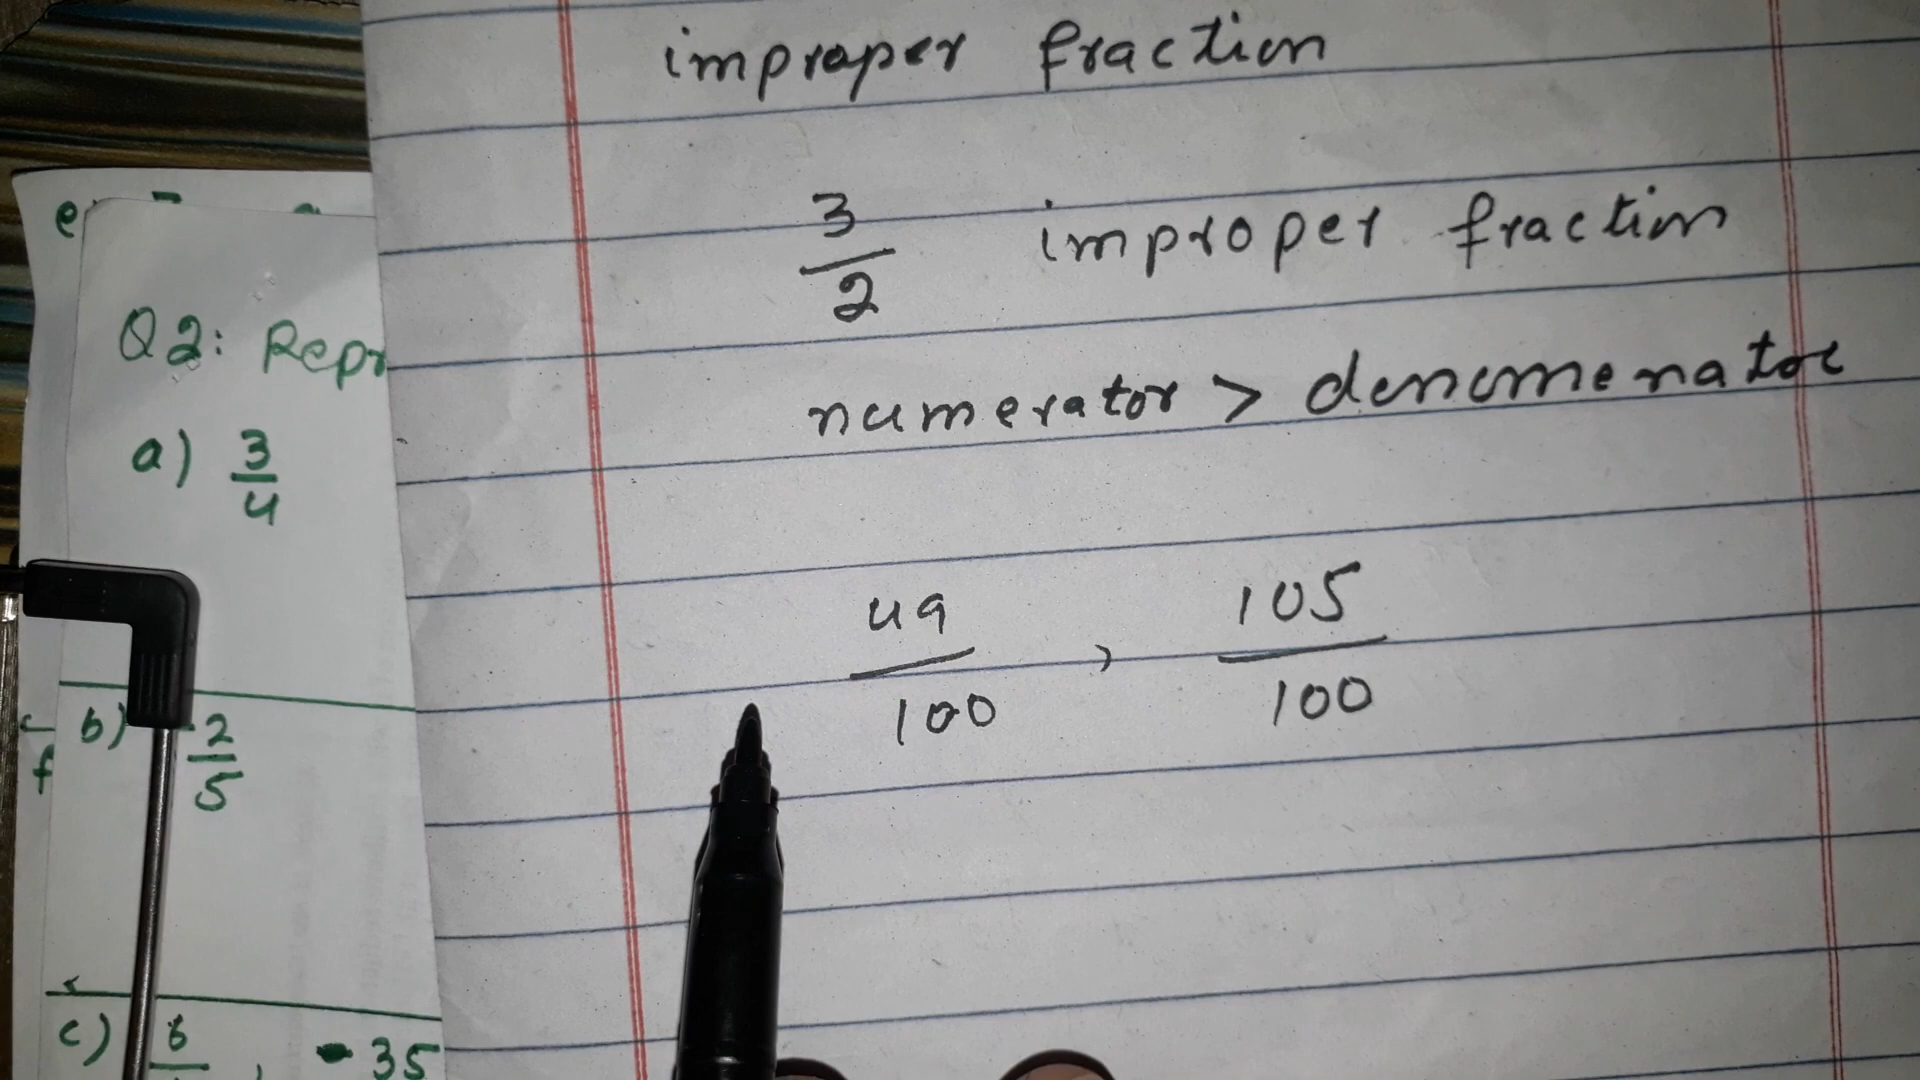 improper fraction
3/2 improper fraction
numerator > denomenator
49/100 , 105/100
Q2: Repr
a) 3/4
b) -2/5
c) 6 , -35